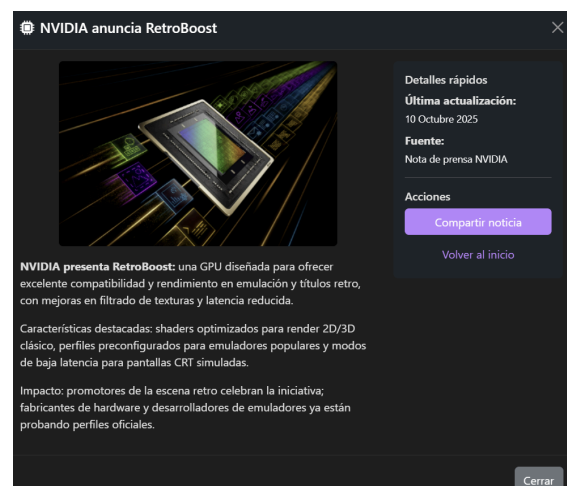 NVIDIA anuncia RetroBoost
NVIDIA presenta RetroBoost: una GPU diseñada para ofrecer
excelente compatibilidad y rendimiento en emulación y títulos retro,
con mejoras en filtrado de texturas y latencia reducida.
Características destacadas: shaders optimizados para render 2D/3D
clásico, perfiles preconfigurados para emuladores populares y modos
de baja latencia para pantallas CRT simuladas.
Impacto: promotores de la escena retro celebran la iniciativa;
fabricantes de hardware y desarrolladores de emuladores ya están
probando perfiles oficiales.
Detalles rápidos
Última actualización:
10 Octubre 2025
Fuente:
Nota de prensa NVIDIA
Acciones
Compartir noticia
Volver al inicio
Cerrar